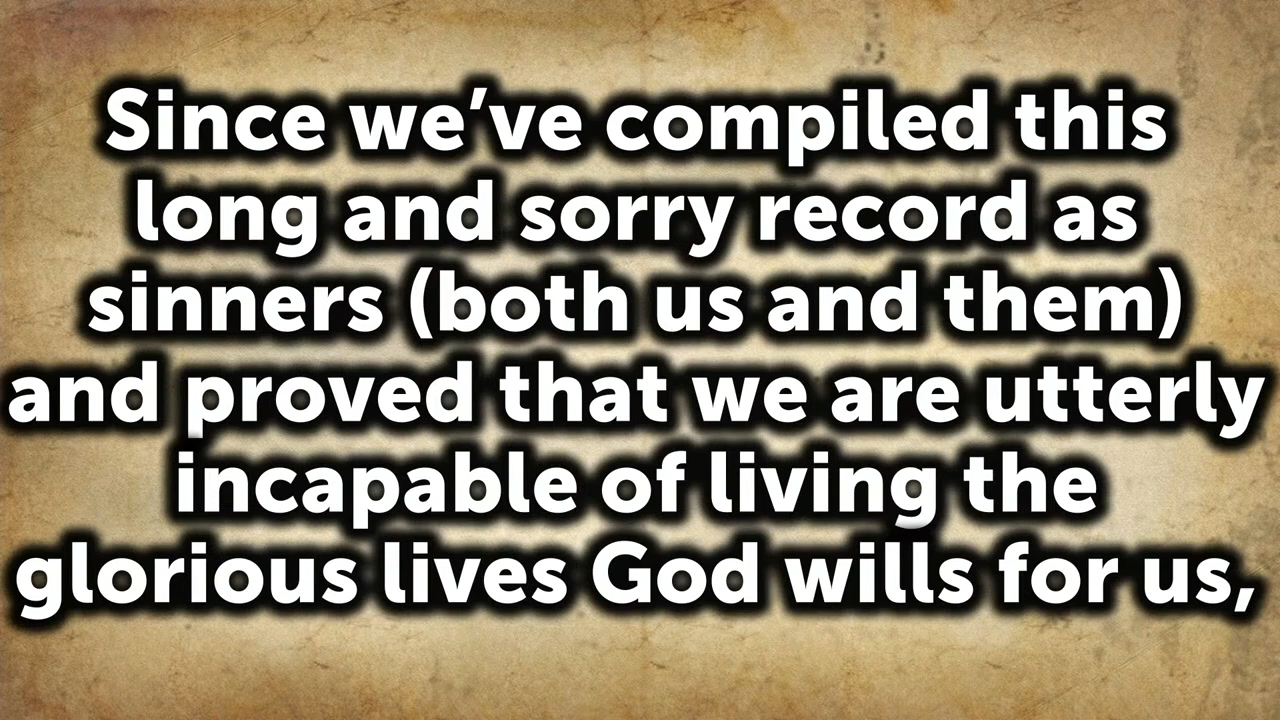 Since we’ve compiled this
long and sorry record as
sinners (both us and them)
and proved that we are utterly
incapable of living the
glorious lives God wills for us,